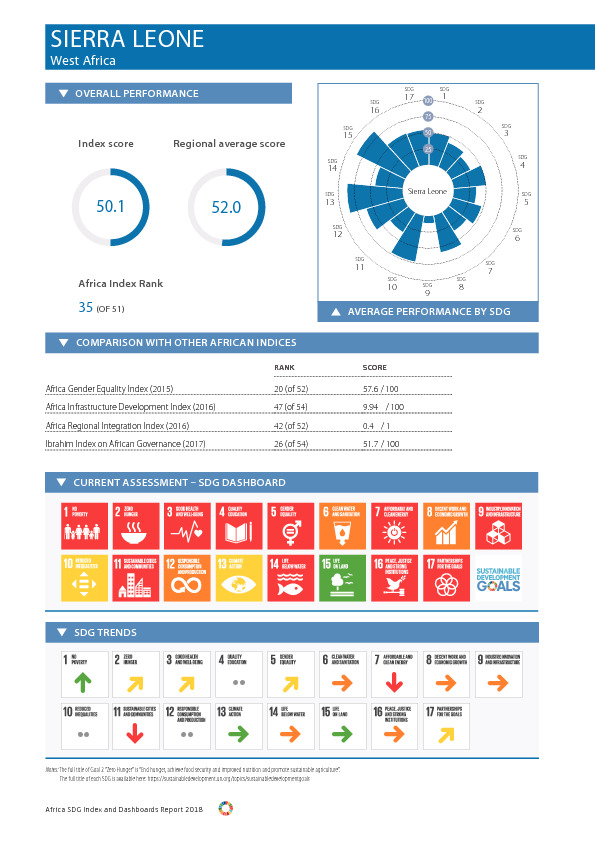 SIERRA LEONE
West Africa
OVERALL PERFORMANCE
Index score
Regional average score
50.1
52.0
Africa Index Rank
35 (OF 51)
SDG 1
SDG 2
SDG 3
SDG 4
SDG 5
SDG 6
SDG 7
SDG 8
SDG 9
SDG 10
SDG 11
SDG 12
SDG 13
SDG 14
SDG 15
SDG 16
SDG 17
100
75
50
25
Sierra Leone
AVERAGE PERFORMANCE BY SDG
COMPARISON WITH OTHER AFRICAN INDICES
RANK SCORE
Africa Gender Equality Index (2015) 20 (of 52) 57.6 / 100
Africa Infrastructure Development Index (2016) 47 (of 54) 9.94 / 100
Africa Regional Integration Index (2016) 42 (of 52) 0.4 / 1
Ibrahim Index on African Governance (2017) 26 (of 54) 51.7 / 100
CURRENT ASSESSMENT – SDG DASHBOARD
1 NO POVERTY
2 ZERO HUNGER
3 GOOD HEALTH AND WELL-BEING
4 QUALITY EDUCATION
5 GENDER EQUALITY
6 CLEAN WATER AND SANITATION
7 AFFORDABLE AND CLEAN ENERGY
8 DECENT WORK AND ECONOMIC GROWTH
9 INDUSTRY, INNOVATION AND INFRASTRUCTURE
10 REDUCED INEQUALITIES
11 SUSTAINABLE CITIES AND COMMUNITIES
12 RESPONSIBLE CONSUMPTION AND PRODUCTION
13 CLIMATE ACTION
14 LIFE BELOW WATER
15 LIFE ON LAND
16 PEACE, JUSTICE AND STRONG INSTITUTIONS
17 PARTNERSHIPS FOR THE GOALS
SUSTAINABLE
DEVELOPMENT
GOALS
SDG TRENDS
1 NO POVERTY
2 ZERO HUNGER
3 GOOD HEALTH AND WELL-BEING
4 QUALITY EDUCATION
5 GENDER EQUALITY
6 CLEAN WATER AND SANITATION
7 AFFORDABLE AND CLEAN ENERGY
8 DECENT WORK AND ECONOMIC GROWTH
9 INDUSTRY, INNOVATION AND INFRASTRUCTURE
10 REDUCED INEQUALITIES
11 SUSTAINABLE CITIES AND COMMUNITIES
12 RESPONSIBLE CONSUMPTION AND PRODUCTION
13 CLIMATE ACTION
14 LIFE BELOW WATER
15 LIFE ON LAND
16 PEACE, JUSTICE AND STRONG INSTITUTIONS
17 PARTNERSHIPS FOR THE GOALS
Notes: The full title of Goal 2 "Zero Hunger" is "End hunger, achieve food security and improved nutrition and promote sustainable agriculture".
The full title of each SDG is available here: https://sustainabledevelopment.un.org/topics/sustainabledevelopmentgoals
Africa SDG Index and Dashboards Report 2018